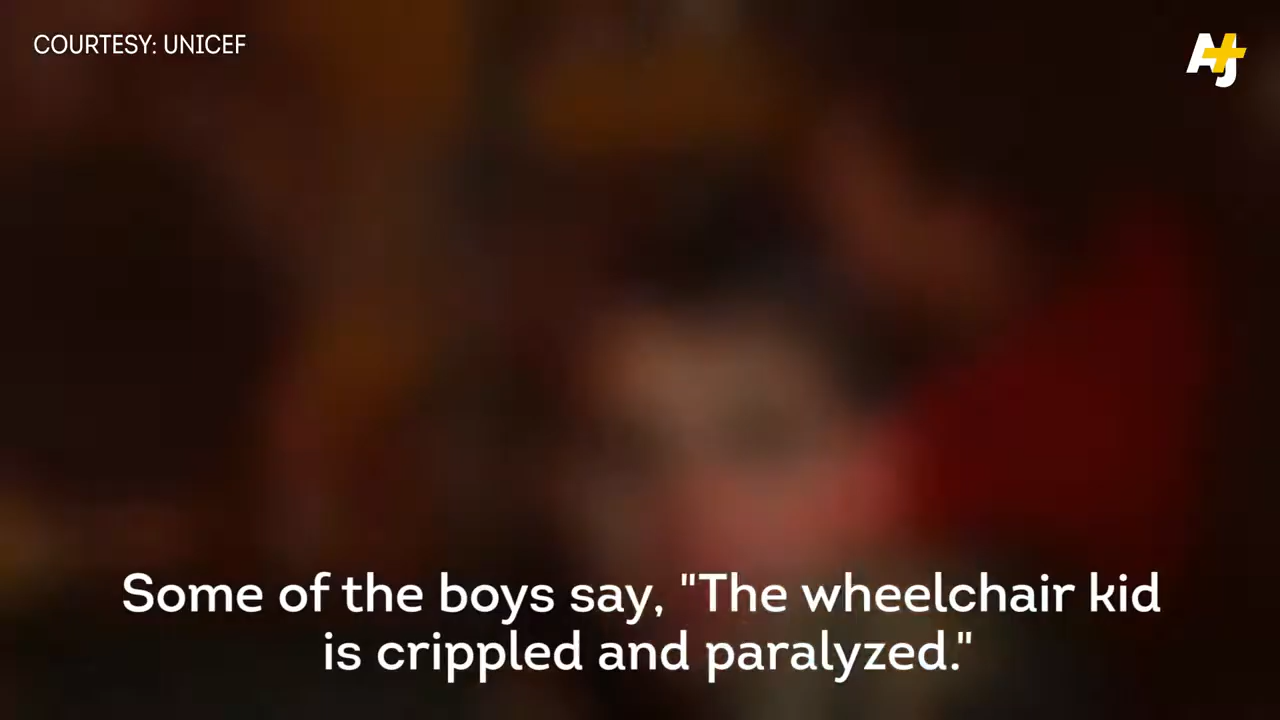 COURTESY: UNICEF
AJ+
Some of the boys say, "The wheelchair kid
is crippled and paralyzed."